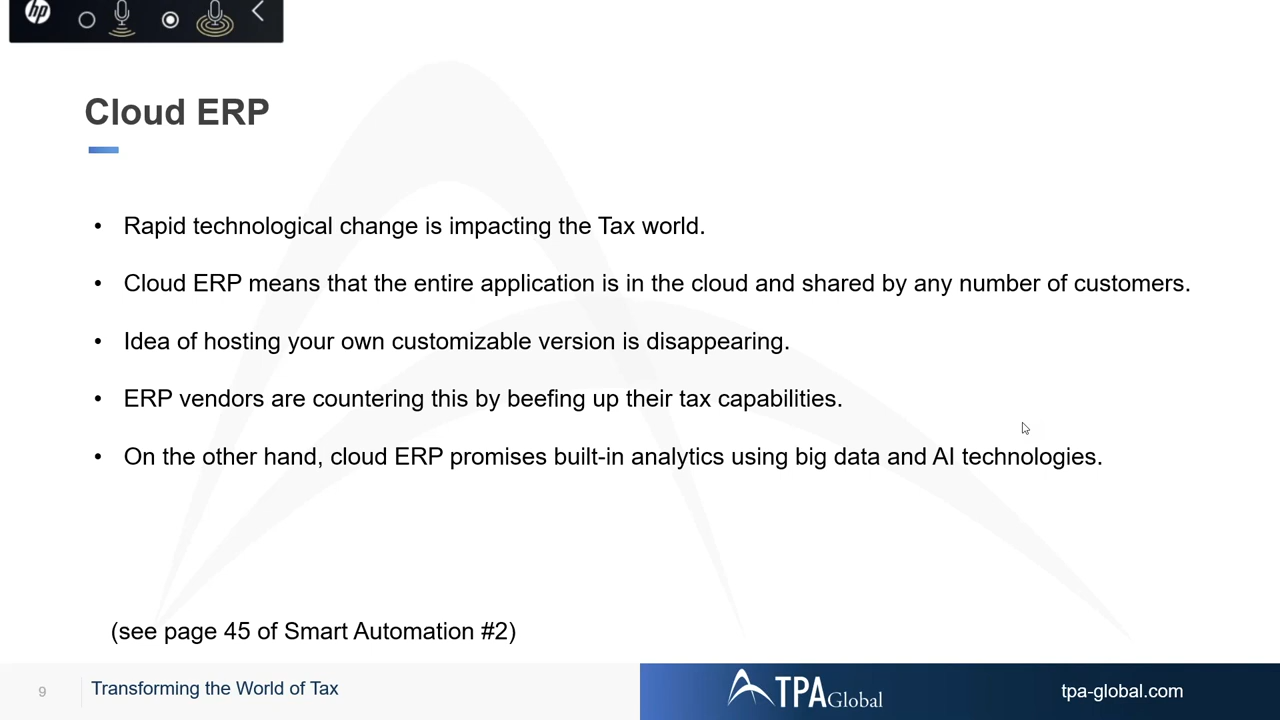 hp
Cloud ERP
• Rapid technological change is impacting the Tax world.
• Cloud ERP means that the entire application is in the cloud and shared by any number of customers.
• Idea of hosting your own customizable version is disappearing.
• ERP vendors are countering this by beefing up their tax capabilities.
• On the other hand, cloud ERP promises built-in analytics using big data and AI technologies.
(see page 45 of Smart Automation #2)
9 Transforming the World of Tax
TPA Global
tpa-global.com